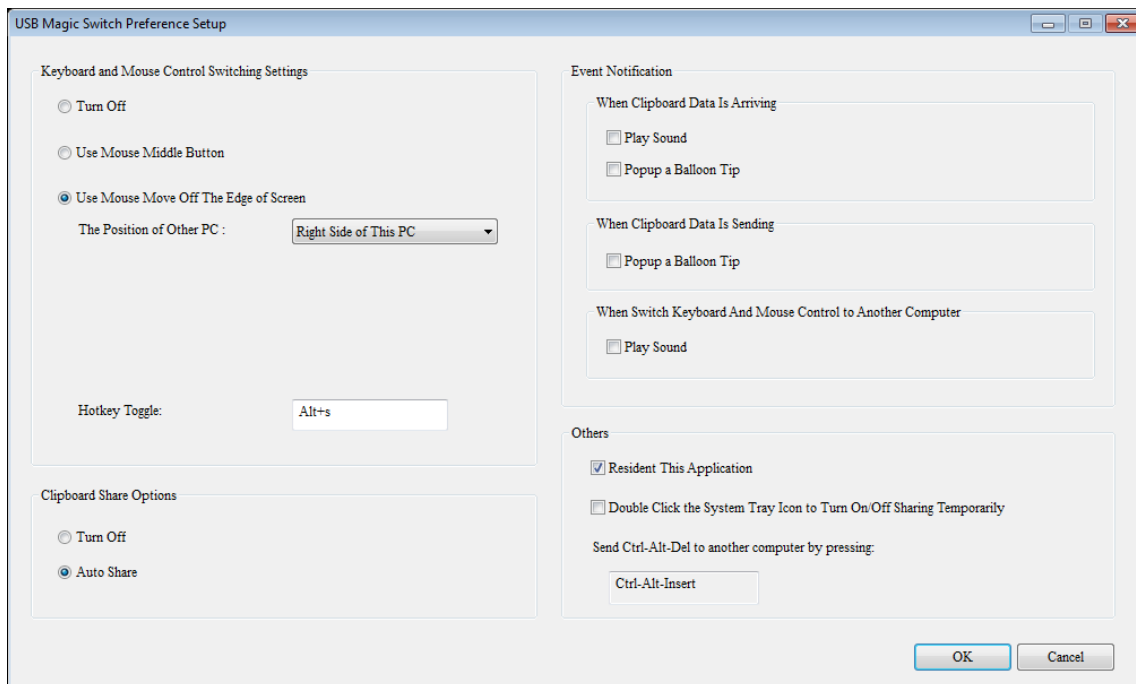 USB Magic Switch Preference Setup
Keyboard and Mouse Control Switching Settings
Turn Off
Use Mouse Middle Button
Use Mouse Move Off The Edge of Screen
The Position of Other PC :
Right Side of This PC
Hotkey Toggle:
Alt+s
Clipboard Share Options
Turn Off
Auto Share
Event Notification
When Clipboard Data Is Arriving
Play Sound
Popup a Balloon Tip
When Clipboard Data Is Sending
Popup a Balloon Tip
When Switch Keyboard And Mouse Control to Another Computer
Play Sound
Others
Resident This Application
Double Click the System Tray Icon to Turn On/Off Sharing Temporarily
Send Ctrl-Alt-Del to another computer by pressing:
Ctrl-Alt-Insert
OK
Cancel